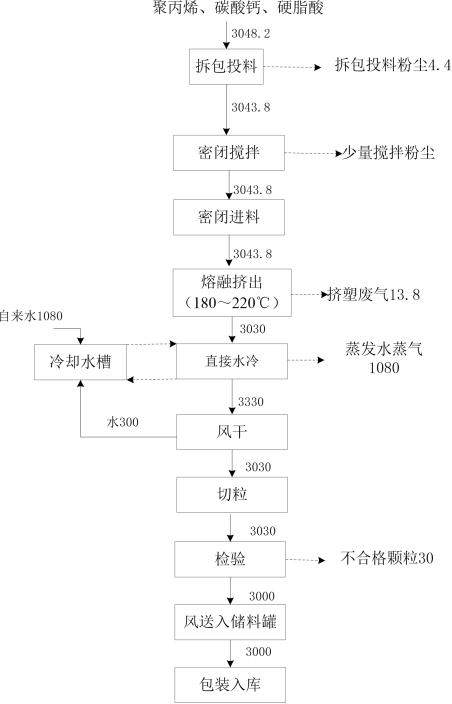 聚丙烯、碳酸钙、硬脂酸
3048.2
拆包投料
拆包投料粉尘4.4
3043.8
密闭搅拌
少量搅拌粉尘
3043.8
密闭进料
3043.8
熔融挤出
（180～220℃）
挤塑废气13.8
自来水1080
3030
冷却水槽
直接水冷
蒸发水蒸气
1080
3330
水300
风干
3030
切粒
3030
检验
不合格颗粒30
3000
风送入储料罐
3000
包装入库